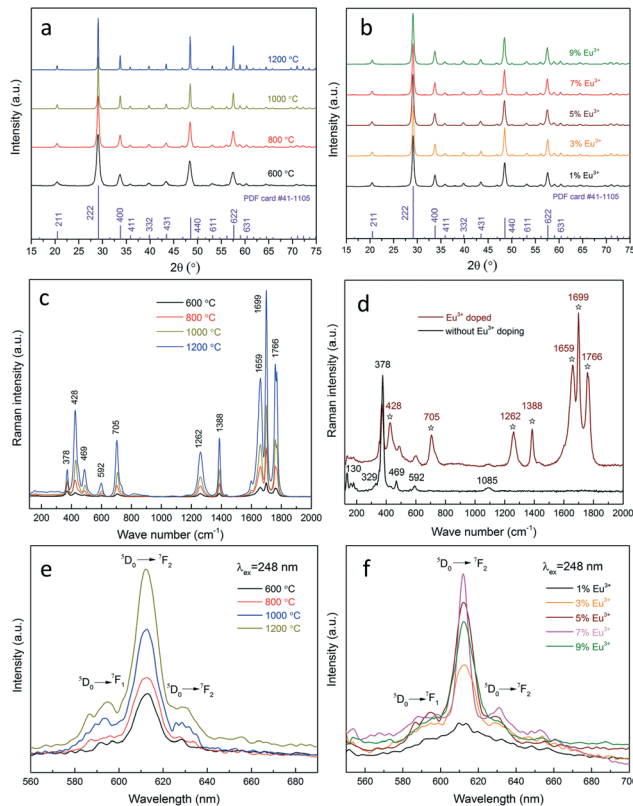 a
1200 °C
1000 °C
800 °C
600 °C
PDF card #41-1105
211
222
400
411
332
431
440
611
622
631
15 20 25 30 35 40 45 50 55 60 65 70 75
2θ (°)
Intensity (a.u.)
b
9% Eu³⁺
7% Eu³⁺
5% Eu³⁺
3% Eu³⁺
1% Eu³⁺
PDF card #41-1105
211
222
400
411
332
431
440
611
622
631
15 20 25 30 35 40 45 50 55 60 65 70 75
2θ (°)
Intensity (a.u.)
c
600 °C
800 °C
1000 °C
1200 °C
378
428
469
592
705
1262
1388
1659
1699
1766
200 400 600 800 1000 1200 1400 1600 1800 2000
Wave number (cm⁻¹)
Raman intensity (a.u.)
d
Eu³⁺ doped
without Eu³⁺ doping
378
☆ 428
☆ 705
☆ 1262
☆ 1388
1659 ☆
1699 ☆
☆ 1766
130
329
469
592
1085
200 400 600 800 1000 1200 1400 1600 1800 2000
Wave number (cm⁻¹)
Raman intensity (a.u.)
e
⁵D₀ → ⁷F₂
λex=248 nm
600 °C
800 °C
1000 °C
1200 °C
⁵D₀ → ⁷F₁
⁵D₀ → ⁷F₂
560 580 600 620 640 660 680
Wavelength (nm)
Intensity (a.u.)
f
⁵D₀ → ⁷F₂
λex=248 nm
1% Eu³⁺
3% Eu³⁺
5% Eu³⁺
7% Eu³⁺
9% Eu³⁺
⁵D₀ → ⁷F₁
⁵D₀ → ⁷F₂
560 580 600 620 640 660 680 700
Wavelength (nm)
Intensity (a.u.)